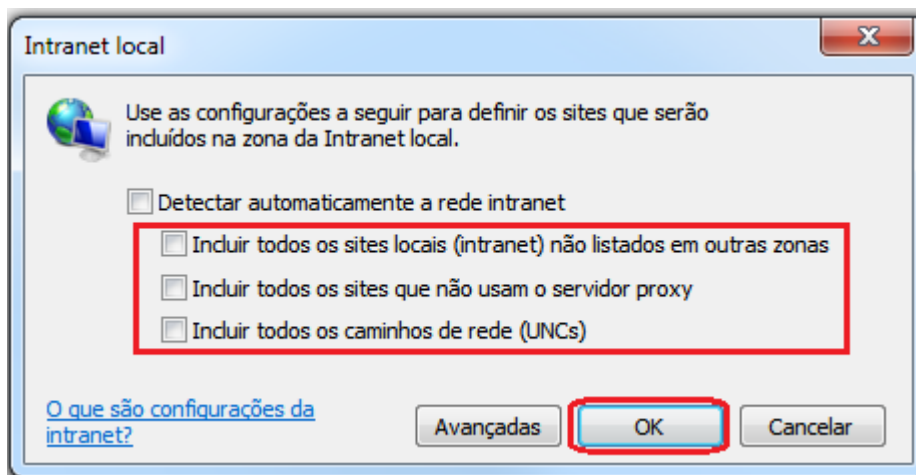 Intranet local
Use as configurações a seguir para definir os sites que serão
incluídos na zona da Intranet local.
Detectar automaticamente a rede intranet
Incluir todos os sites locais (intranet) não listados em outras zonas
Incluir todos os sites que não usam o servidor proxy
Incluir todos os caminhos de rede (UNCs)
O que são configurações da
intranet?
Avançadas
OK
Cancelar